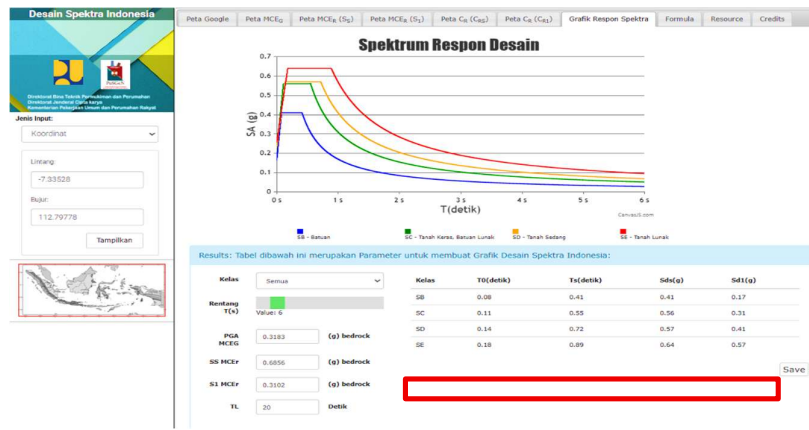 Desain Spektra Indonesia
Direktorat Bina Teknik Permukiman dan Perumahan
Direktorat Jenderal Cipta Karya
Kementerian Pekerjaan Umum dan Perumahan Rakyat
Jenis Input:
Koordinat
Lintang:
-7.33528
Bujur:
112.79778
Tampilkan
Peta Google Peta MCEG Peta MCER (SS) Peta MCER (S1) Peta CR (CRS) Peta CR (CR1) Grafik Respon Spektra Formula Resource Credits
Spektrum Respon Desain
SA (g)
0.7
0.6
0.5
0.4
0.3
0.2
0.1
0
0 s 1 s 2 s 3 s 4 s 5 s 6 s
T(detik)
CanvasJS.com
SB - Batuan SC - Tanah Keras, Batuan Lunak SD - Tanah Sedang SE - Tanah Lunak
Results: Tabel dibawah ini merupakan Parameter untuk membuat Grafik Desain Spektra Indonesia:
Kelas Semua
Rentang T(s)
Value: 6
PGA MCEG 0.3183 (g) bedrock
SS MCEr 0.6856 (g) bedrock
S1 MCEr 0.3102 (g) bedrock
TL 20 Detik
Kelas T0(detik) Ts(detik) Sds(g) Sd1(g)
SB 0.08 0.41 0.41 0.17
SC 0.11 0.55 0.56 0.31
SD 0.14 0.72 0.57 0.41
SE 0.18 0.89 0.64 0.57
Save